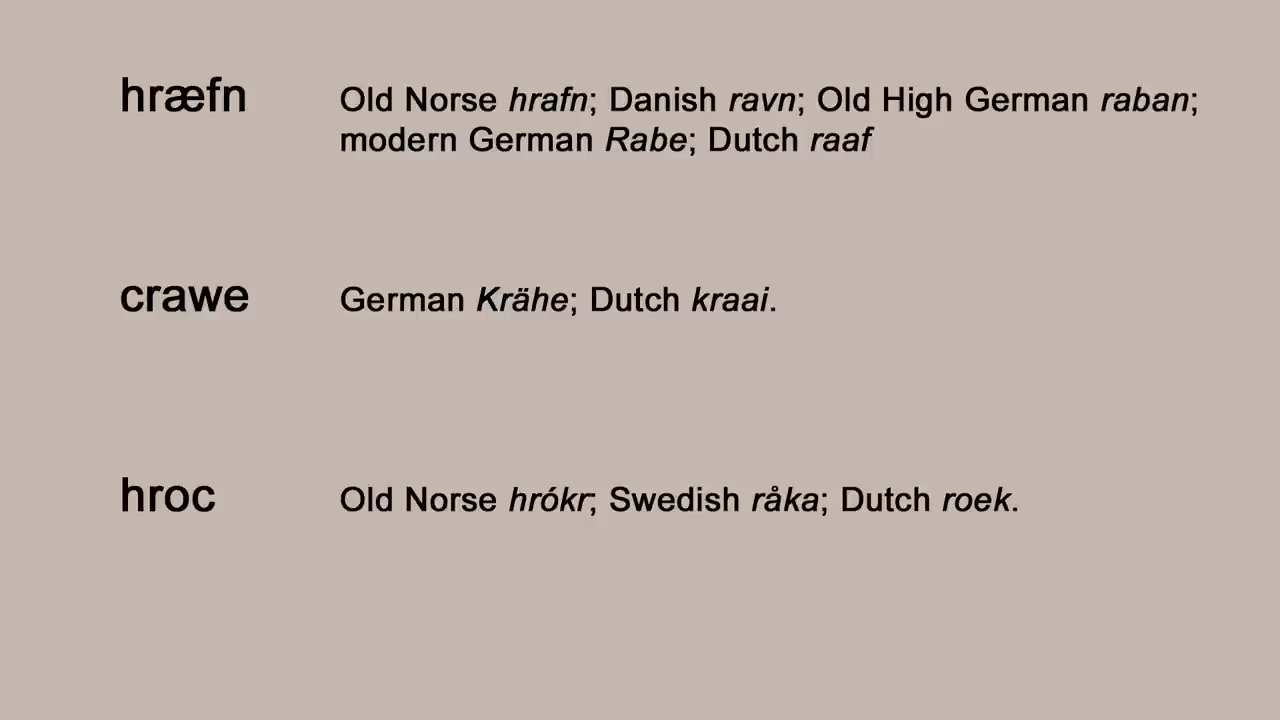 hræfn Old Norse hrafn; Danish ravn; Old High German raban;
modern German Rabe; Dutch raaf
crawe German Krähe; Dutch kraai.
hroc Old Norse hrókr; Swedish råka; Dutch roek.